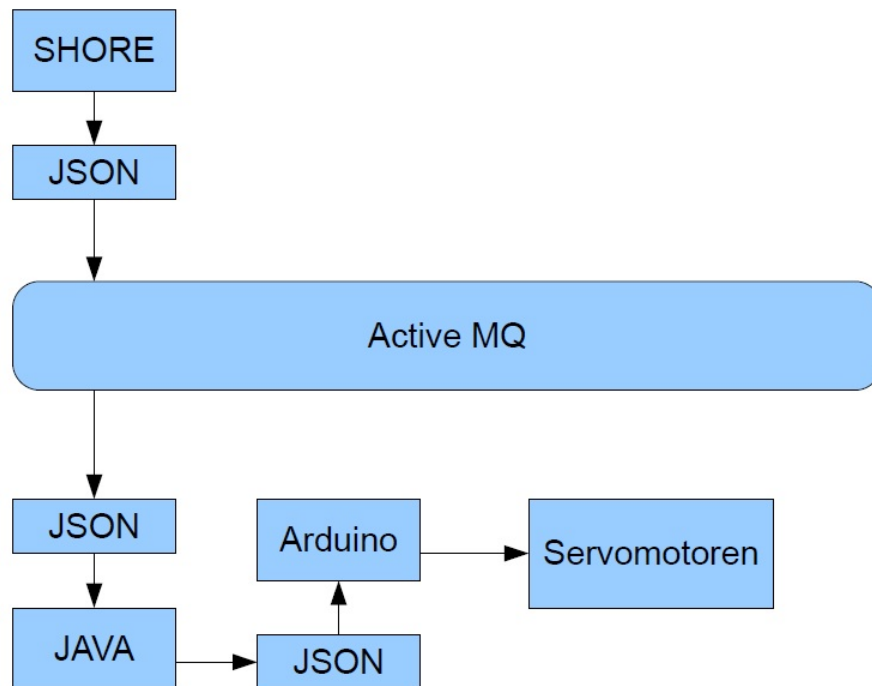 SHORE
JSON
Active MQ
JSON
Arduino
Servomotoren
JAVA
JSON